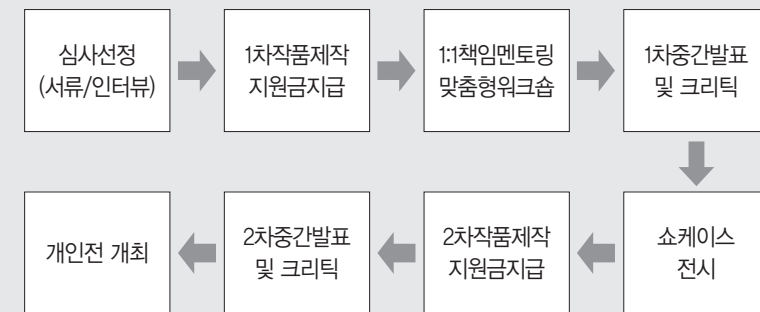 심사선정
(서류/인터뷰)
1차작품제작
지원금지급
1:1책임멘토링
맞춤형워크숍
1차중간발표
및 크리틱
쇼케이스
전시
2차작품제작
지원금지급
2차중간발표
및 크리틱
개인전 개최